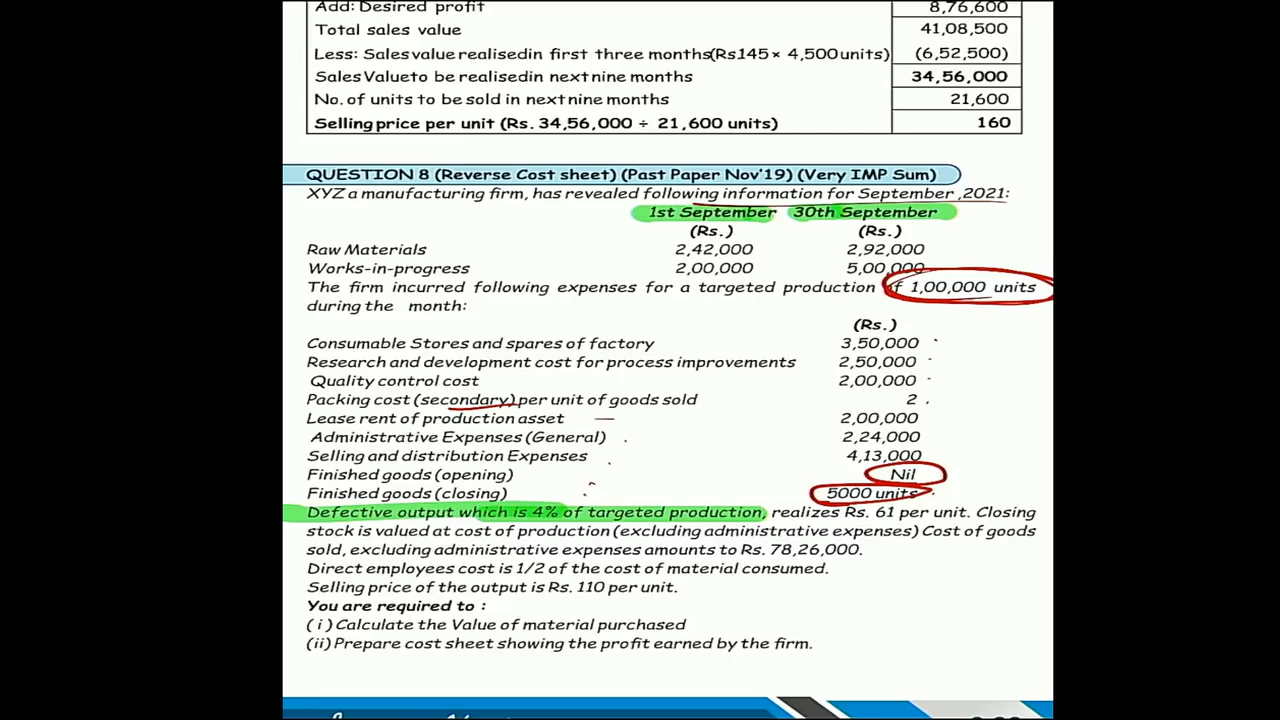 Add: Desired profit 8,76,600
Total sales value 41,08,500
Less: Sales value realisedin first three months(Rs.145 × 4,500 units) (6,52,500)
Sales Valueto be realisedin next nine months 34,56,000
No. of units to be sold in next nine months 21,600
Selling price per unit (Rs. 34,56,000 ÷ 21,600 units) 160
QUESTION 8 (Reverse Cost sheet) (Past Paper Nov'19) (Very IMP Sum)
XYZ a manufacturing firm, has revealed following information for September ,2021:
1st September 30th September
(Rs.) (Rs.)
Raw Materials 2,42,000 2,92,000
Works-in-progress 2,00,000 5,00,000
The firm incurred following expenses for a targeted production of 1,00,000 units
during the month:
(Rs.)
Consumable Stores and spares of factory 3,50,000
Research and development cost for process improvements 2,50,000
Quality control cost 2,00,000
Packing cost (secondary) per unit of goods sold 2
Lease rent of production asset 2,00,000
Administrative Expenses (General) 2,24,000
Selling and distribution Expenses 4,13,000
Finished goods (opening) Nil
Finished goods (closing) 5000 units
Defective output which is 4% of targeted production, realizes Rs. 61 per unit. Closing
stock is valued at cost of production (excluding administrative expenses) Cost of goods
sold, excluding administrative expenses amounts to Rs. 78,26,000.
Direct employees cost is 1/2 of the cost of material consumed.
Selling price of the output is Rs. 110 per unit.
You are required to :
( i ) Calculate the Value of material purchased
(ii) Prepare cost sheet showing the profit earned by the firm.